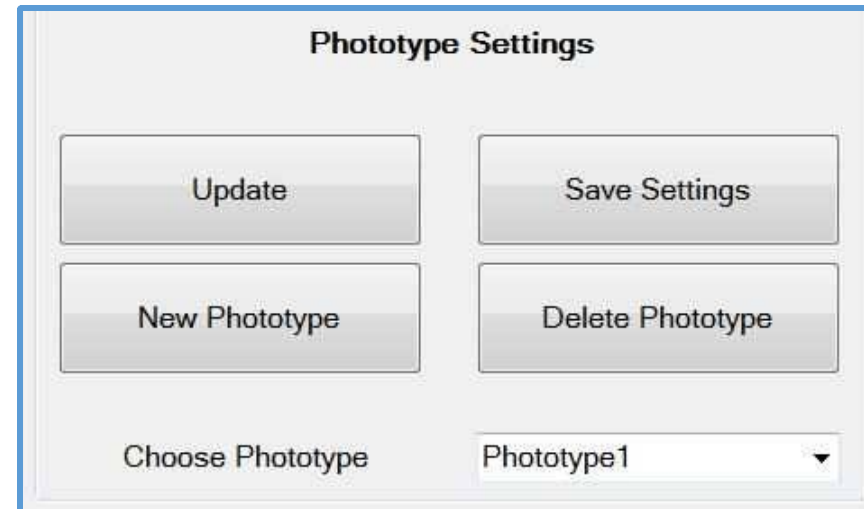 Phototype Settings
Update Save Settings
New Phototype Delete Phototype
Choose Phototype Phototype1